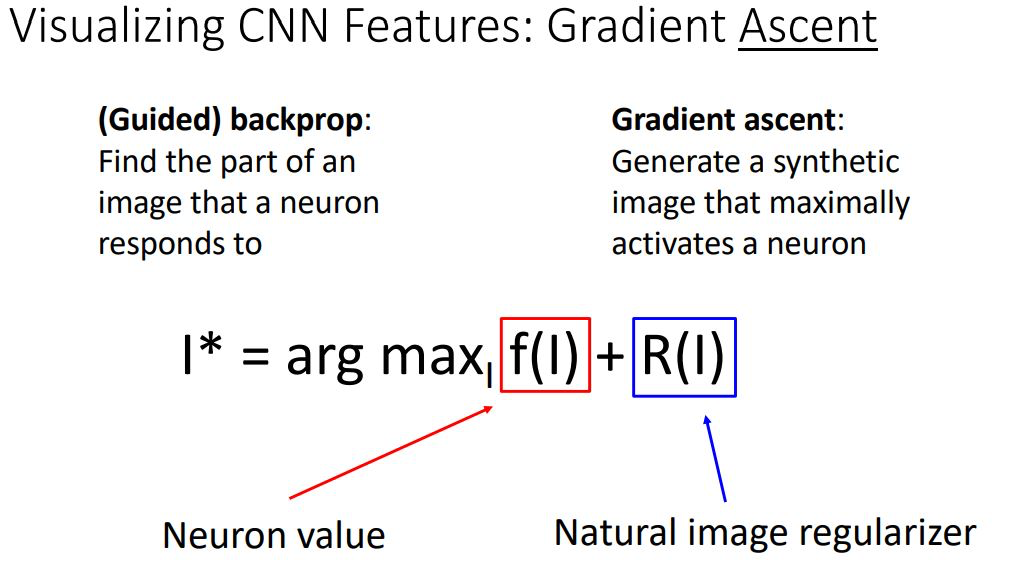 Visualizing CNN Features: Gradient Ascent
(Guided) backprop:
Find the part of an
image that a neuron
responds to
Gradient ascent:
Generate a synthetic
image that maximally
activates a neuron
I* = arg max_I f(I) + R(I)
Neuron value
Natural image regularizer